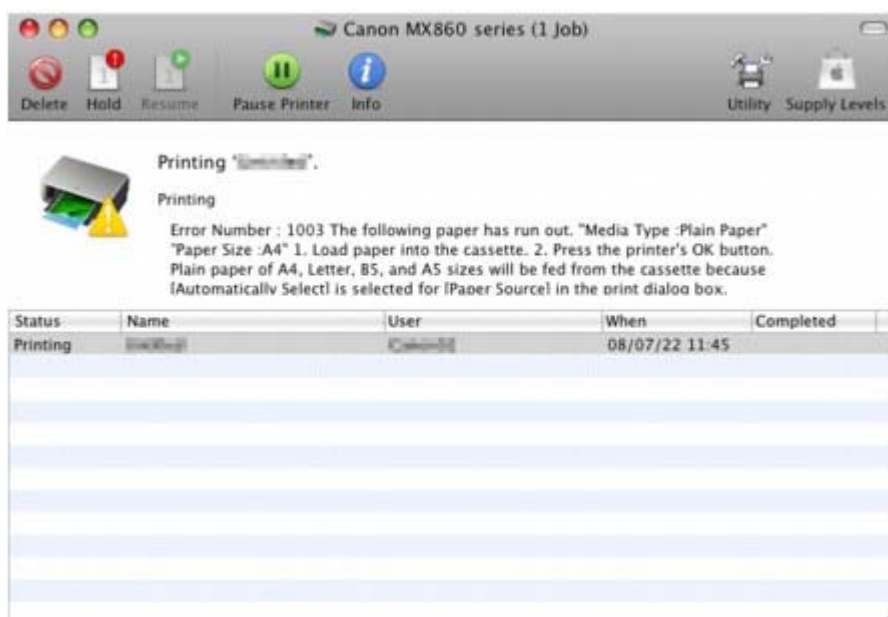 Canon MX860 series (1 Job)
Delete Hold Resume Pause Printer Info Utility Supply Levels
Printing "
".
Printing
Error Number : 1003 The following paper has run out. "Media Type :Plain Paper"
"Paper Size :A4" 1. Load paper into the cassette. 2. Press the printer's OK button.
Plain paper of A4, Letter, B5, and A5 sizes will be fed from the cassette because
[Automatically Select] is selected for [Paper Source] in the print dialog box.
Status Name User When Completed
Printing 08/07/22 11:45